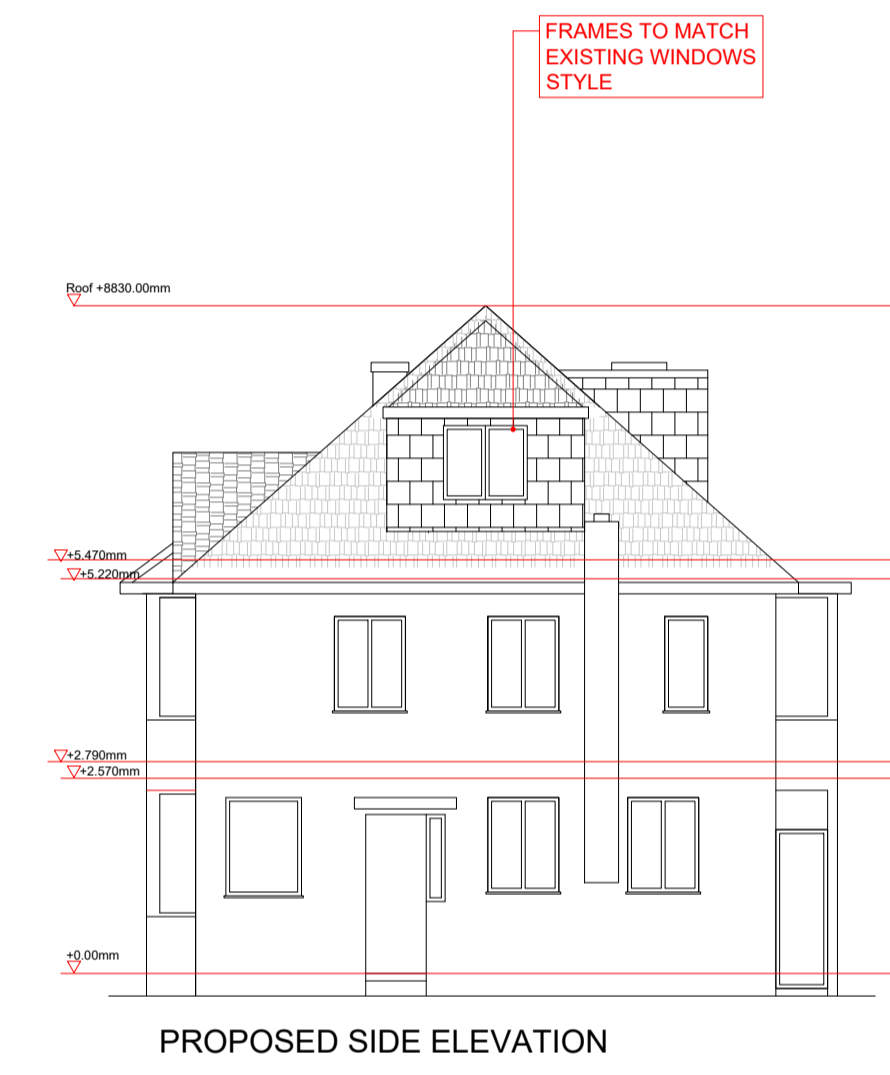 FRAMES TO MATCH
EXISTING WINDOWS
STYLE
Roof +8830.00mm
+5.470mm
+5.220mm
+2.790mm
+2.570mm
+0.00mm
PROPOSED SIDE ELEVATION